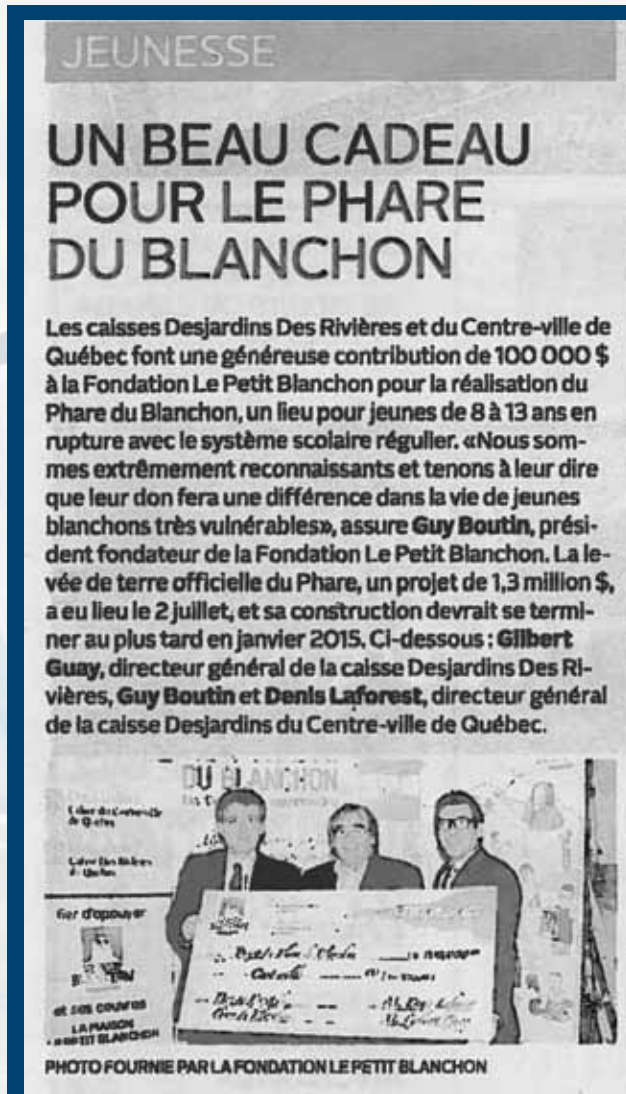 JEUNESSE
UN BEAU CADEAU
POUR LE PHARE
DU BLANCHON
Les caisses Desjardins Des Rivières et du Centre-ville de
Québec font une généreuse contribution de 100 000 $
à la Fondation Le Petit Blanchon pour la réalisation du
Phare du Blanchon, un lieu pour jeunes de 8 à 13 ans en
rupture avec le système scolaire régulier. «Nous som-
mes extrêmement reconnaissants et tenons à leur dire
que leur don fera une différence dans la vie de jeunes
blanchons très vulnérables», assure Guy Boutin, prési-
dent fondateur de la Fondation Le Petit Blanchon. La le-
vée de terre officielle du Phare, un projet de 1,3 million $,
a eu lieu le 2 juillet, et sa construction devrait se termi-
ner au plus tard en janvier 2015. Ci-dessous : Gilbert
Guay, directeur général de la caisse Desjardins Des Ri-
vières, Guy Boutin et Denis Laforest, directeur général
de la caisse Desjardins du Centre-ville de Québec.
DU BLANCHON
fier d'appuyer
et ses œuvres
LA MAISON
PETIT BLANCHON
PHOTO FOURNIE PAR LA FONDATION LE PETIT BLANCHON